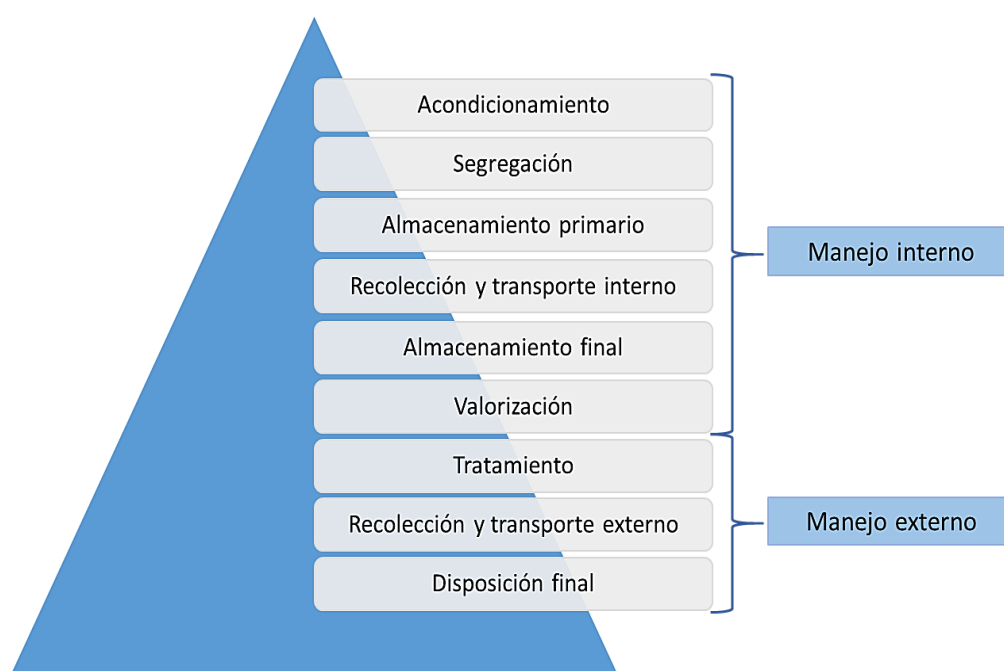 Acondicionamiento
Segregación
Almacenamiento primario
Manejo interno
Recolección y transporte interno
Almacenamiento final
Valorización
Tratamiento
Recolección y transporte externo
Manejo externo
Disposición final